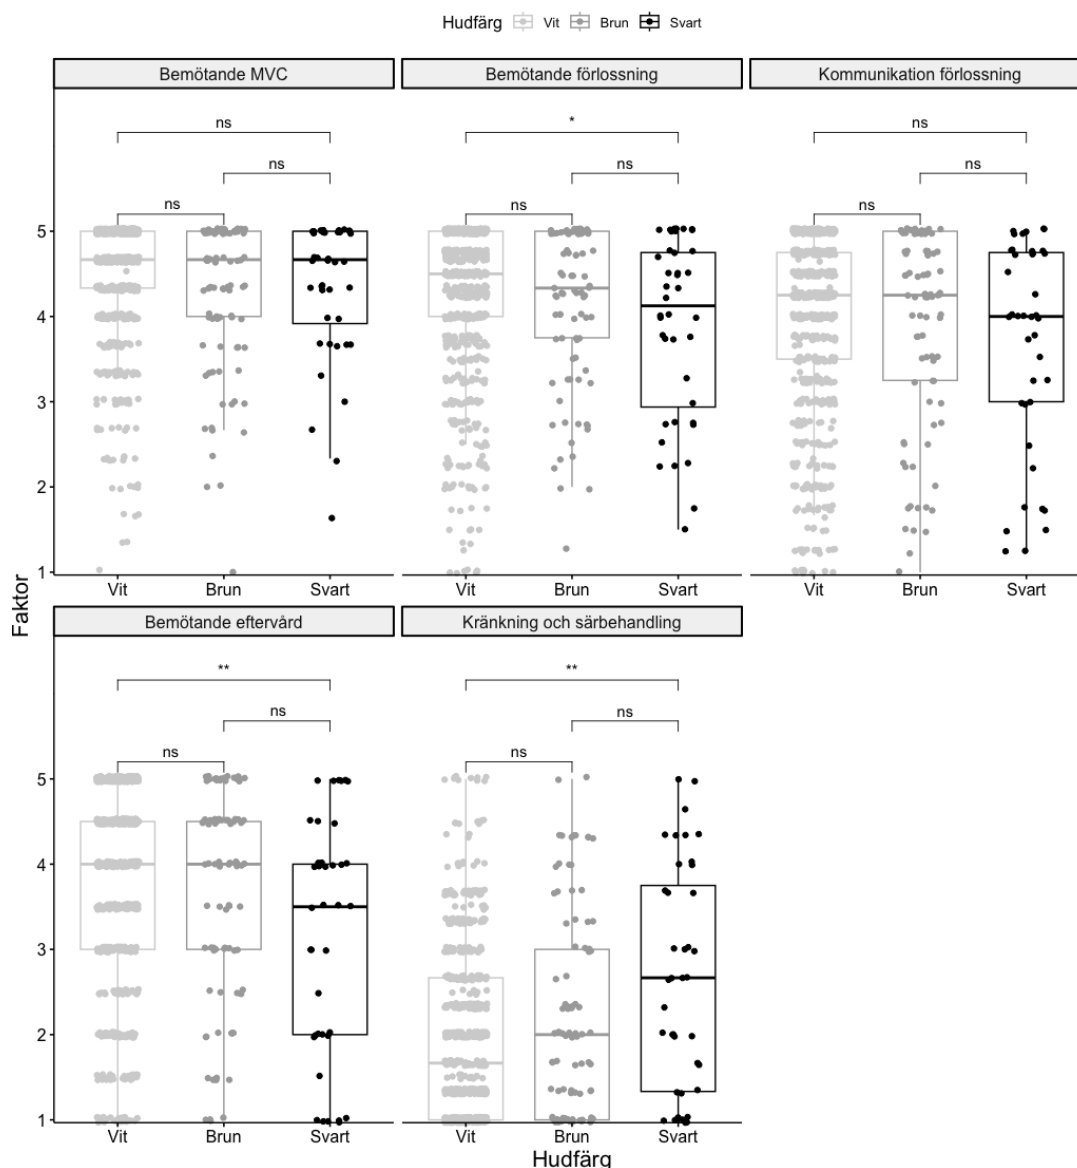 Hudfärg Vit Brun Svart
Bemötande MVC Bemötande förlossning Kommunikation förlossning
ns * ns
ns ns ns
ns ns ns
5
4
3
2
1
Vit Brun Svart Vit Brun Svart Vit Brun Svart
Faktor
Bemötande eftervård Kränkning och särbehandling
** **
ns ns
ns ns
5
4
3
2
1
Vit Brun Svart Vit Brun Svart
Hudfärg